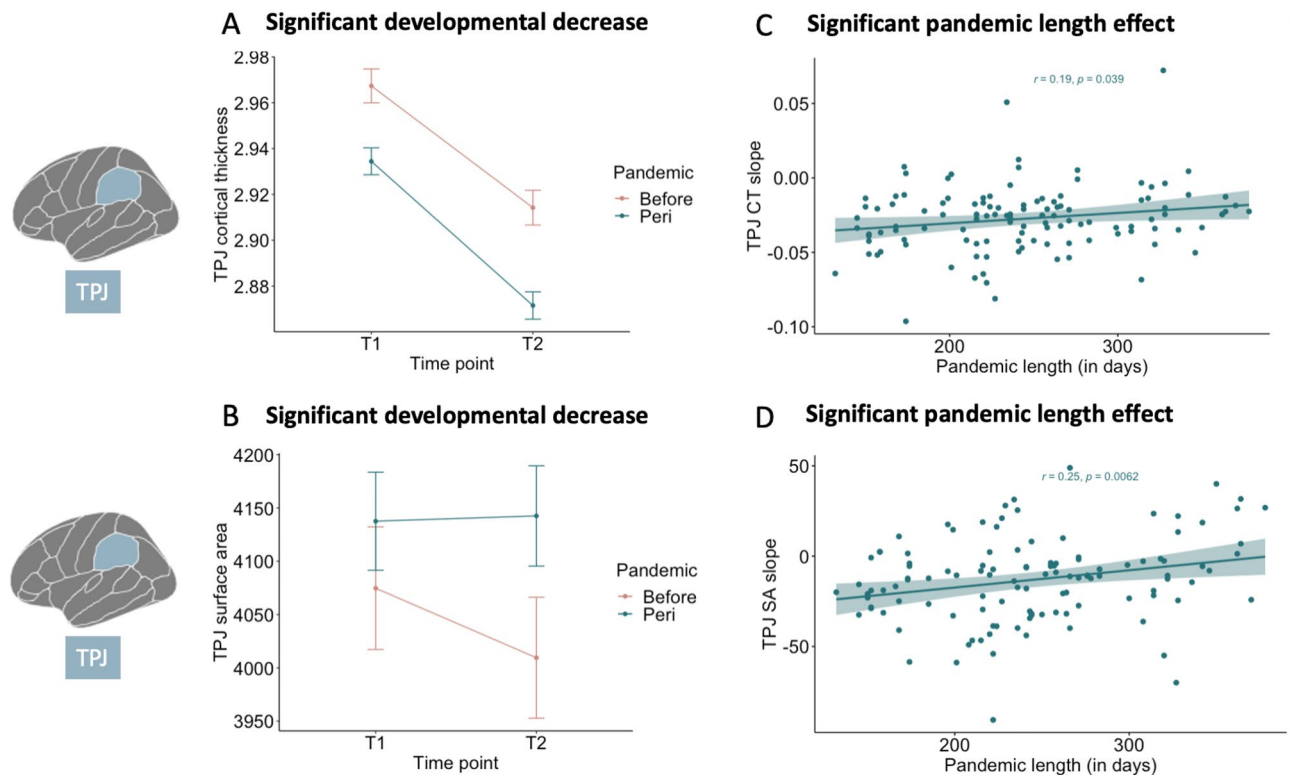 A Significant developmental decrease
2.98
2.96
2.94
2.92
2.90
2.88
TPJ cortical thickness
T1
T2
Time point
Pandemic
Before
Peri
TPJ
C Significant pandemic length effect
r = 0.19, p = 0.039
0.05
0.00
-0.05
-0.10
TPJ CT slope
200
300
Pandemic length (in days)
B Significant developmental decrease
4200
4150
4100
4050
4000
3950
TPJ surface area
T1
T2
Time point
Pandemic
Before
Peri
TPJ
D Significant pandemic length effect
r = 0.25, p = 0.0062
50
0
-50
TPJ SA slope
200
300
Pandemic length (in days)